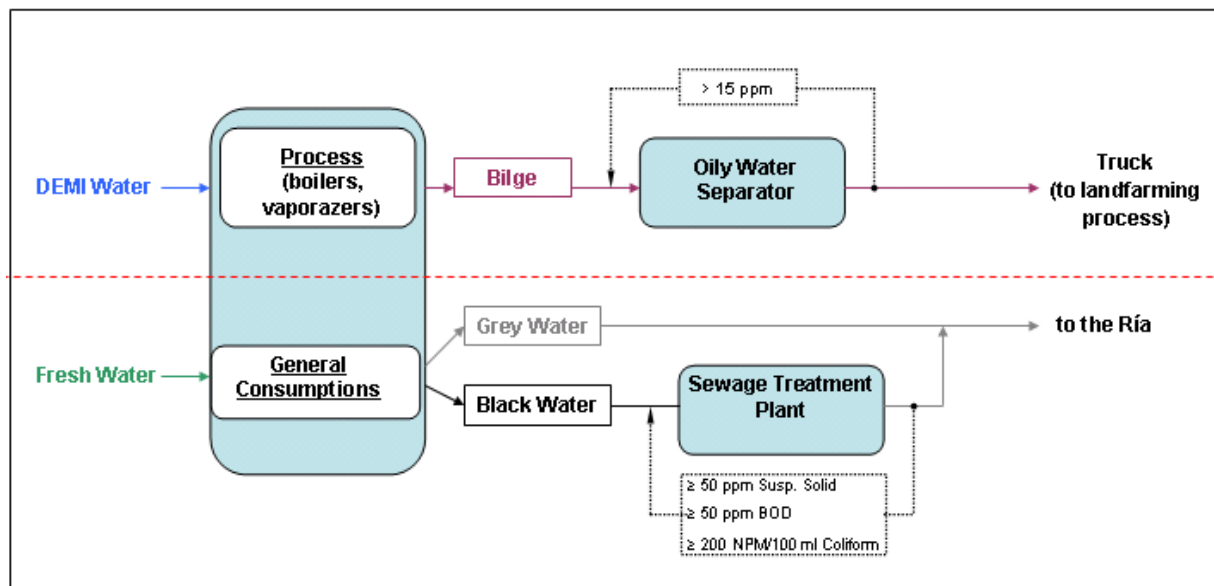 > 15 ppm
DEMI Water
Process
(boilers,
vaporazers)
Bilge
Oily Water
Separator
Truck
(to landfarming
process)
Grey Water
to the Ría
Fresh Water
General
Consumptions
Black Water
Sewage Treatment
Plant
≥ 50 ppm Susp. Solid
≥ 50 ppm BOD
≥ 200 NPM/100 ml Coliform